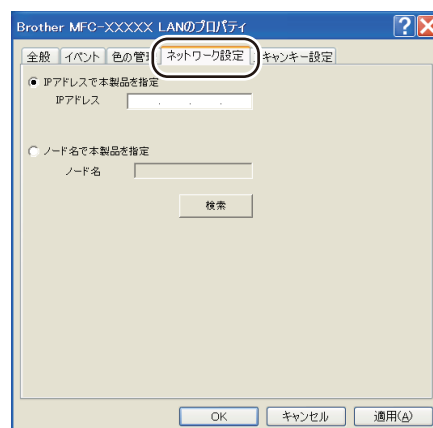 Brother MFC-XXXXX LANのプロパティ
全般 イベント 色の管 ネットワーク設定 キャンキー設定
IPアドレスで本製品を指定
IPアドレス . . .
ノード名で本製品を指定
ノード名
検索
OK キャンセル 適用(A)